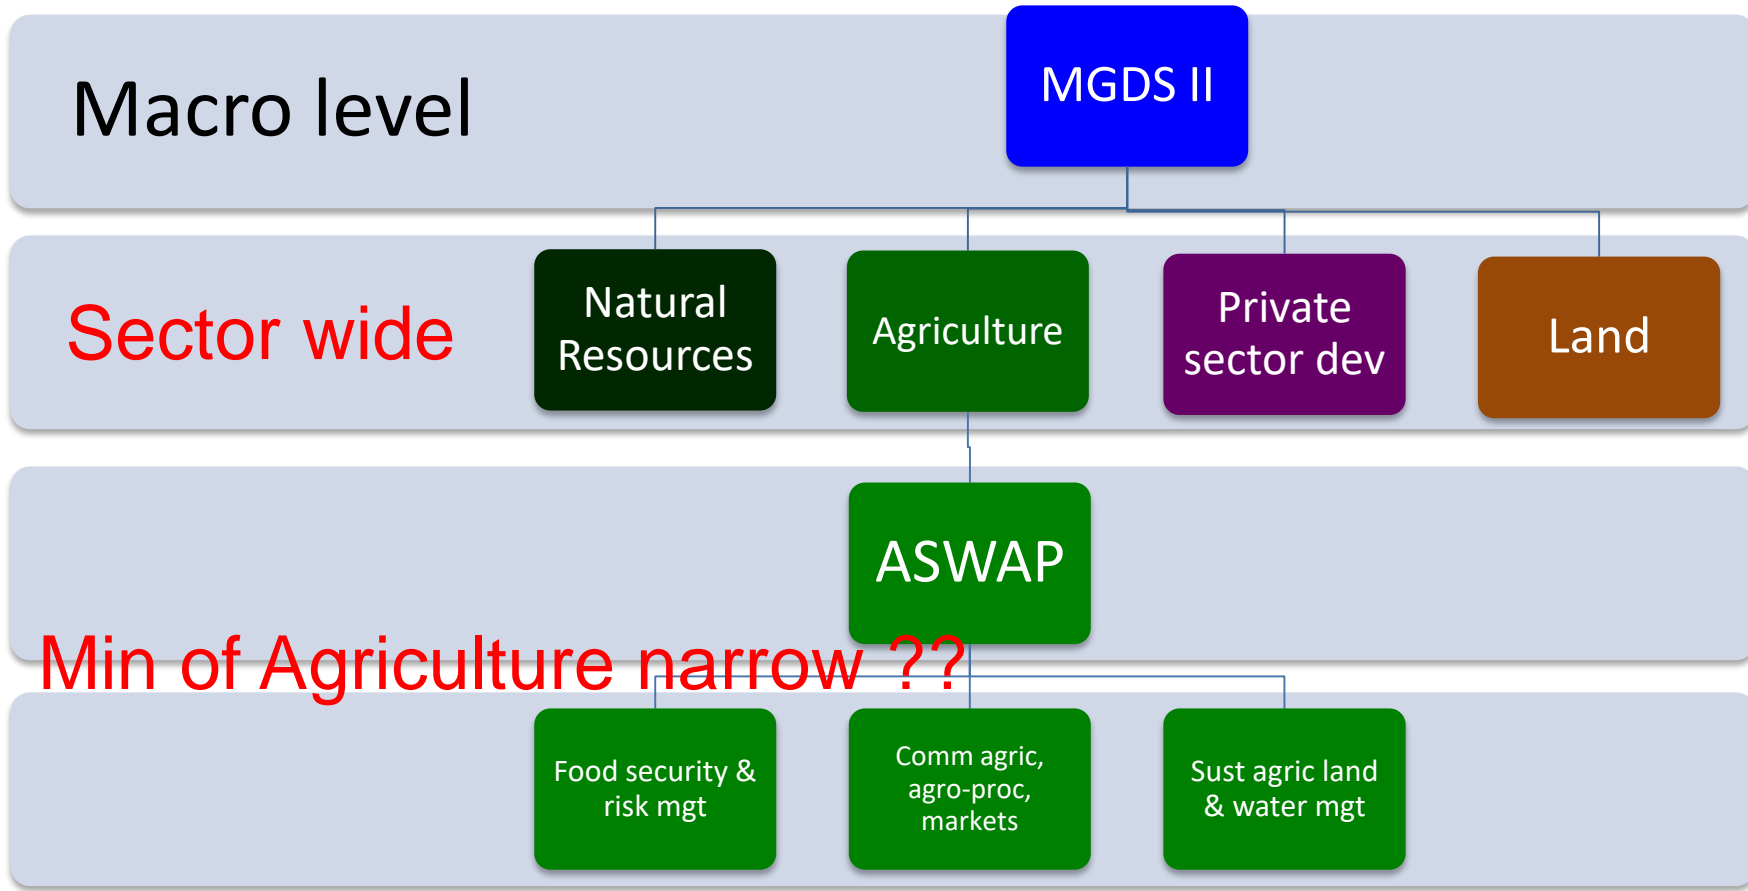 Macro level
MGDS II
Sector wide
Natural
Resources
Agriculture
Private
sector dev
Land
ASWAP
Min of Agriculture narrow ??
Food security &
risk mgt
Comm agric,
agro-proc,
markets
Sust agric land
& water mgt